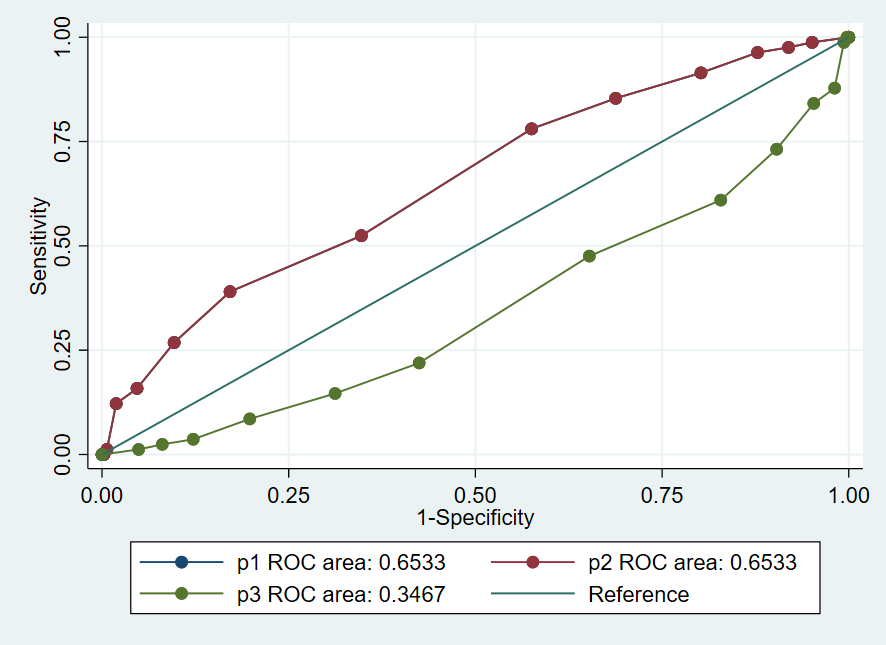 1.00
0.75
0.50
0.25
0.00
Sensitivity
0.00 0.25 0.50 0.75 1.00
1-Specificity
p1 ROC area: 0.6533 p2 ROC area: 0.6533
p3 ROC area: 0.3467 Reference